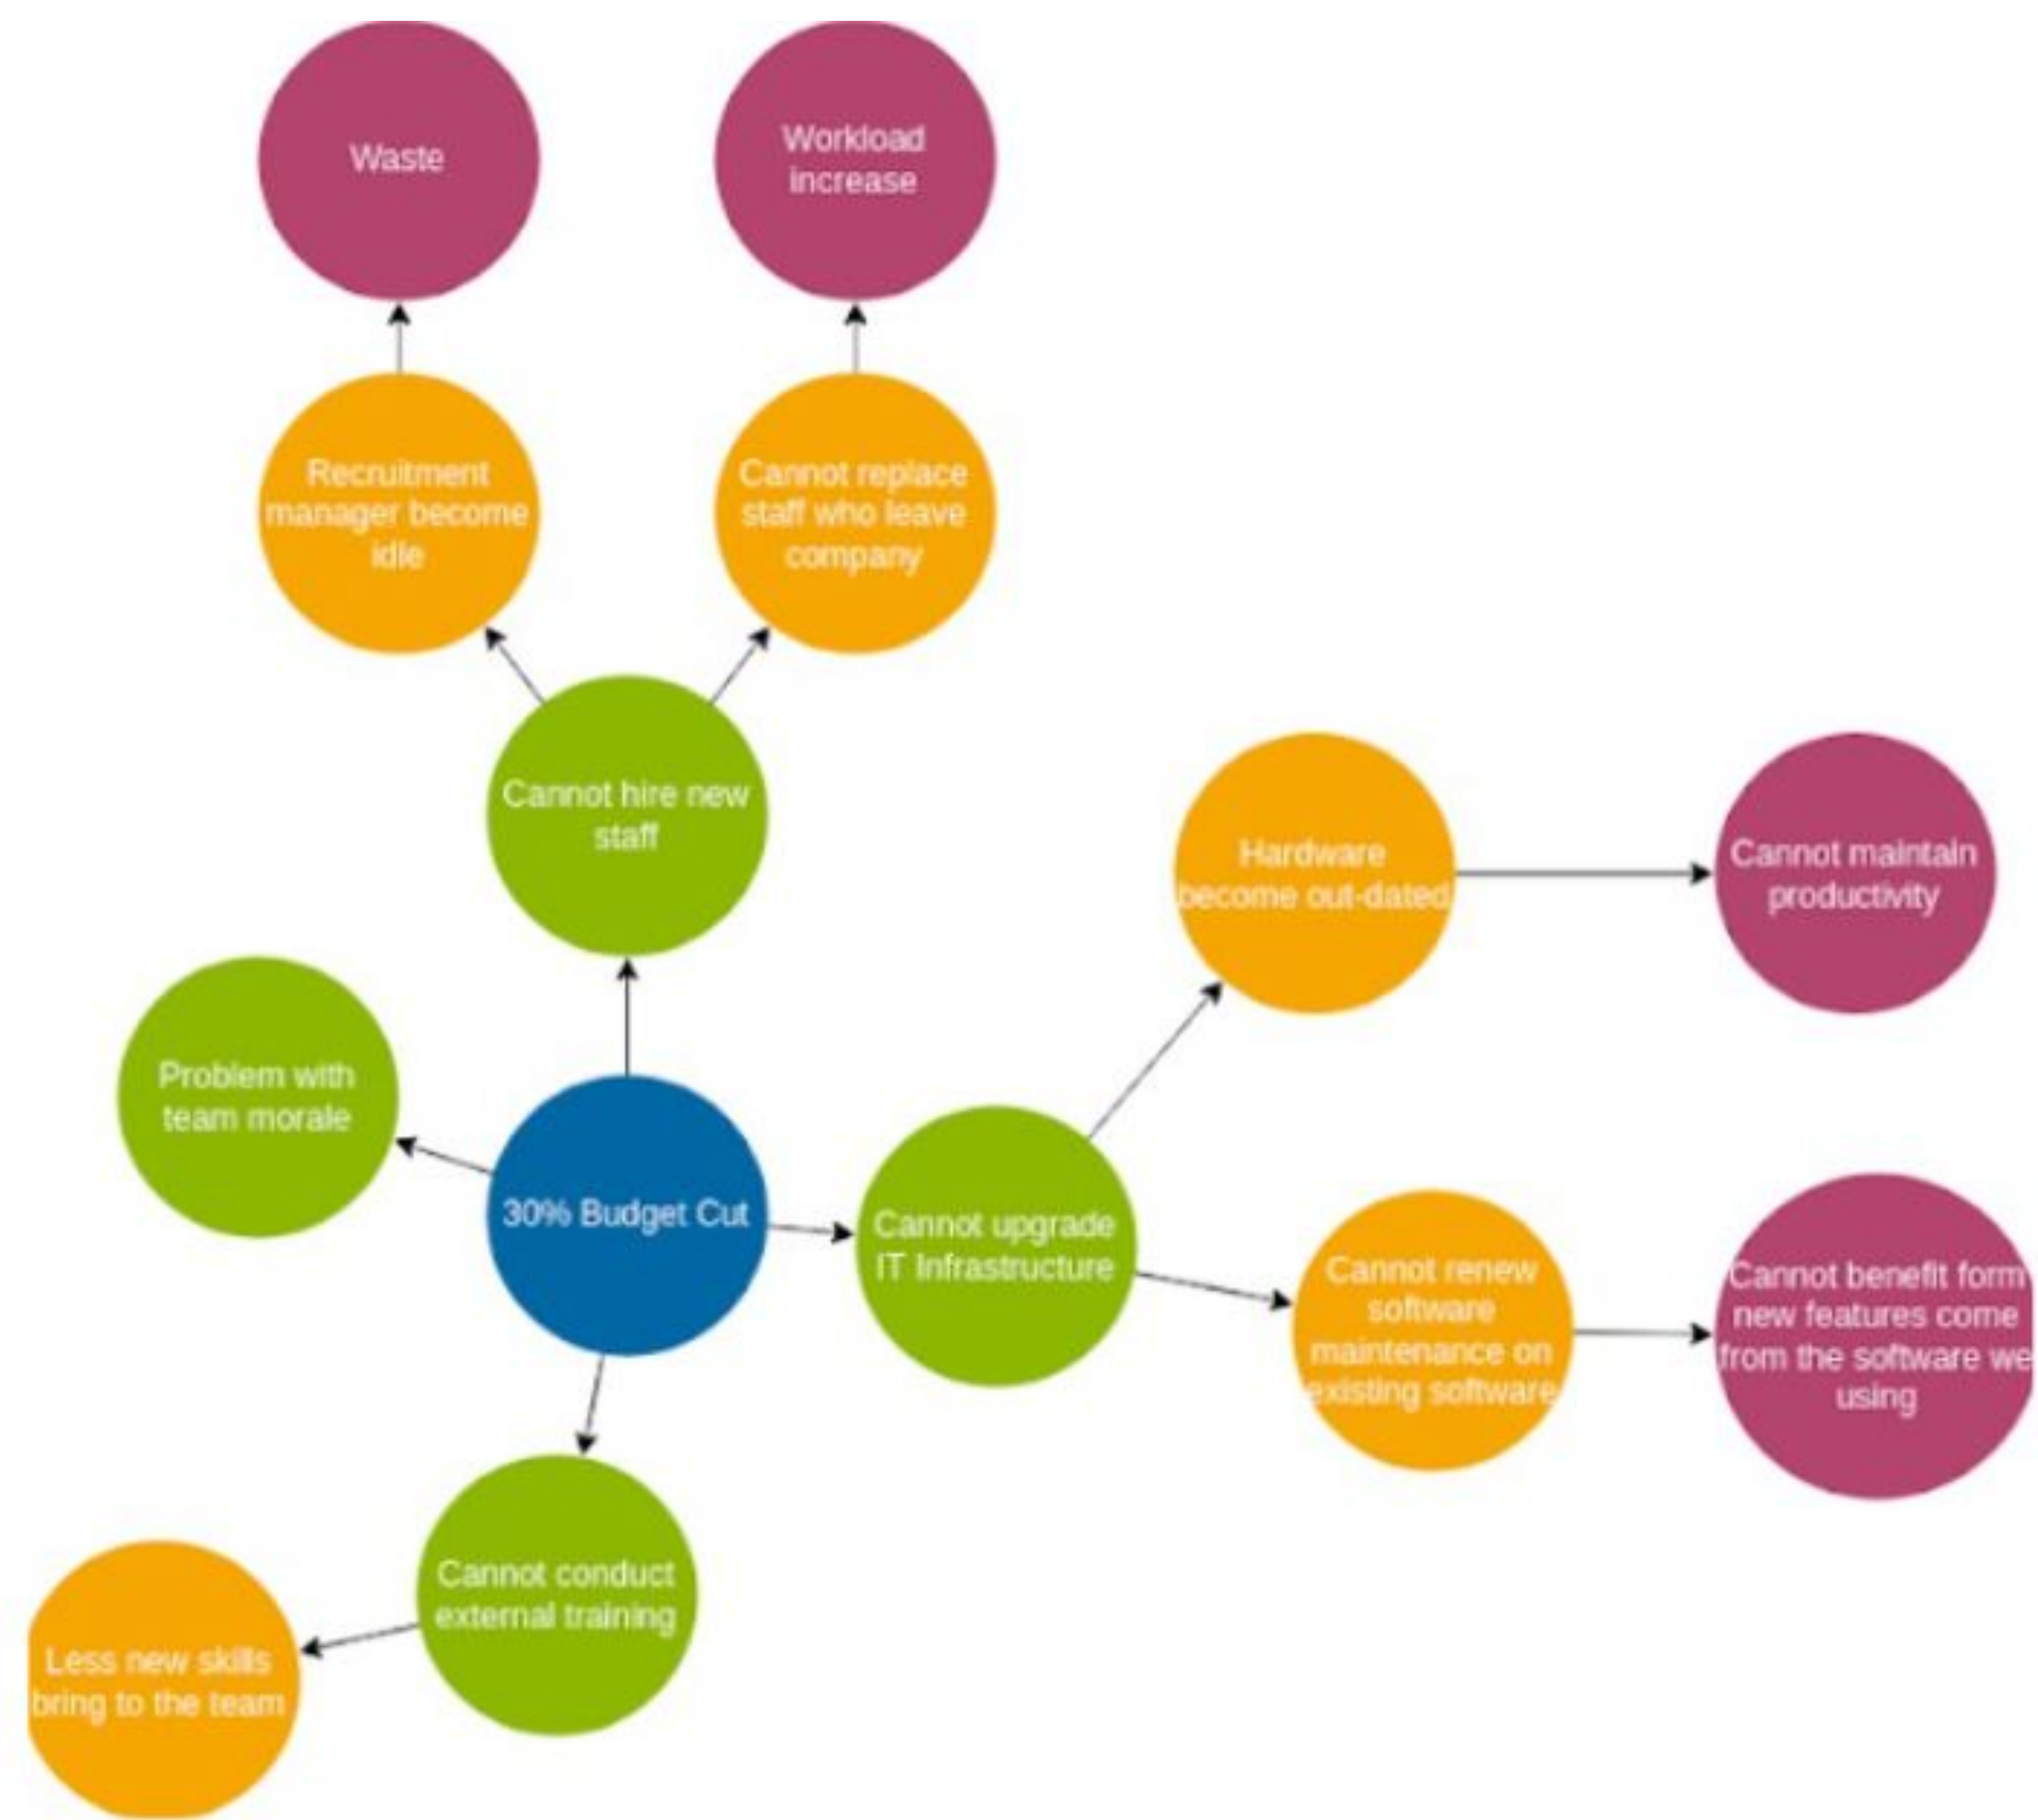 Waste
Workload
increase
Recruitment
manager become
idle
Cannot replace
staff who leave
company
Cannot hire new
staff
Hardware
become out-dated
Cannot maintain
productivity
Problem with
team morale
30% Budget Cut
Cannot upgrade
IT Infrastructure
Cannot renew
software
maintenance on
existing software
Cannot benefit form
new features come
from the software we
using
Cannot conduct
external training
Less new skills
bring to the team